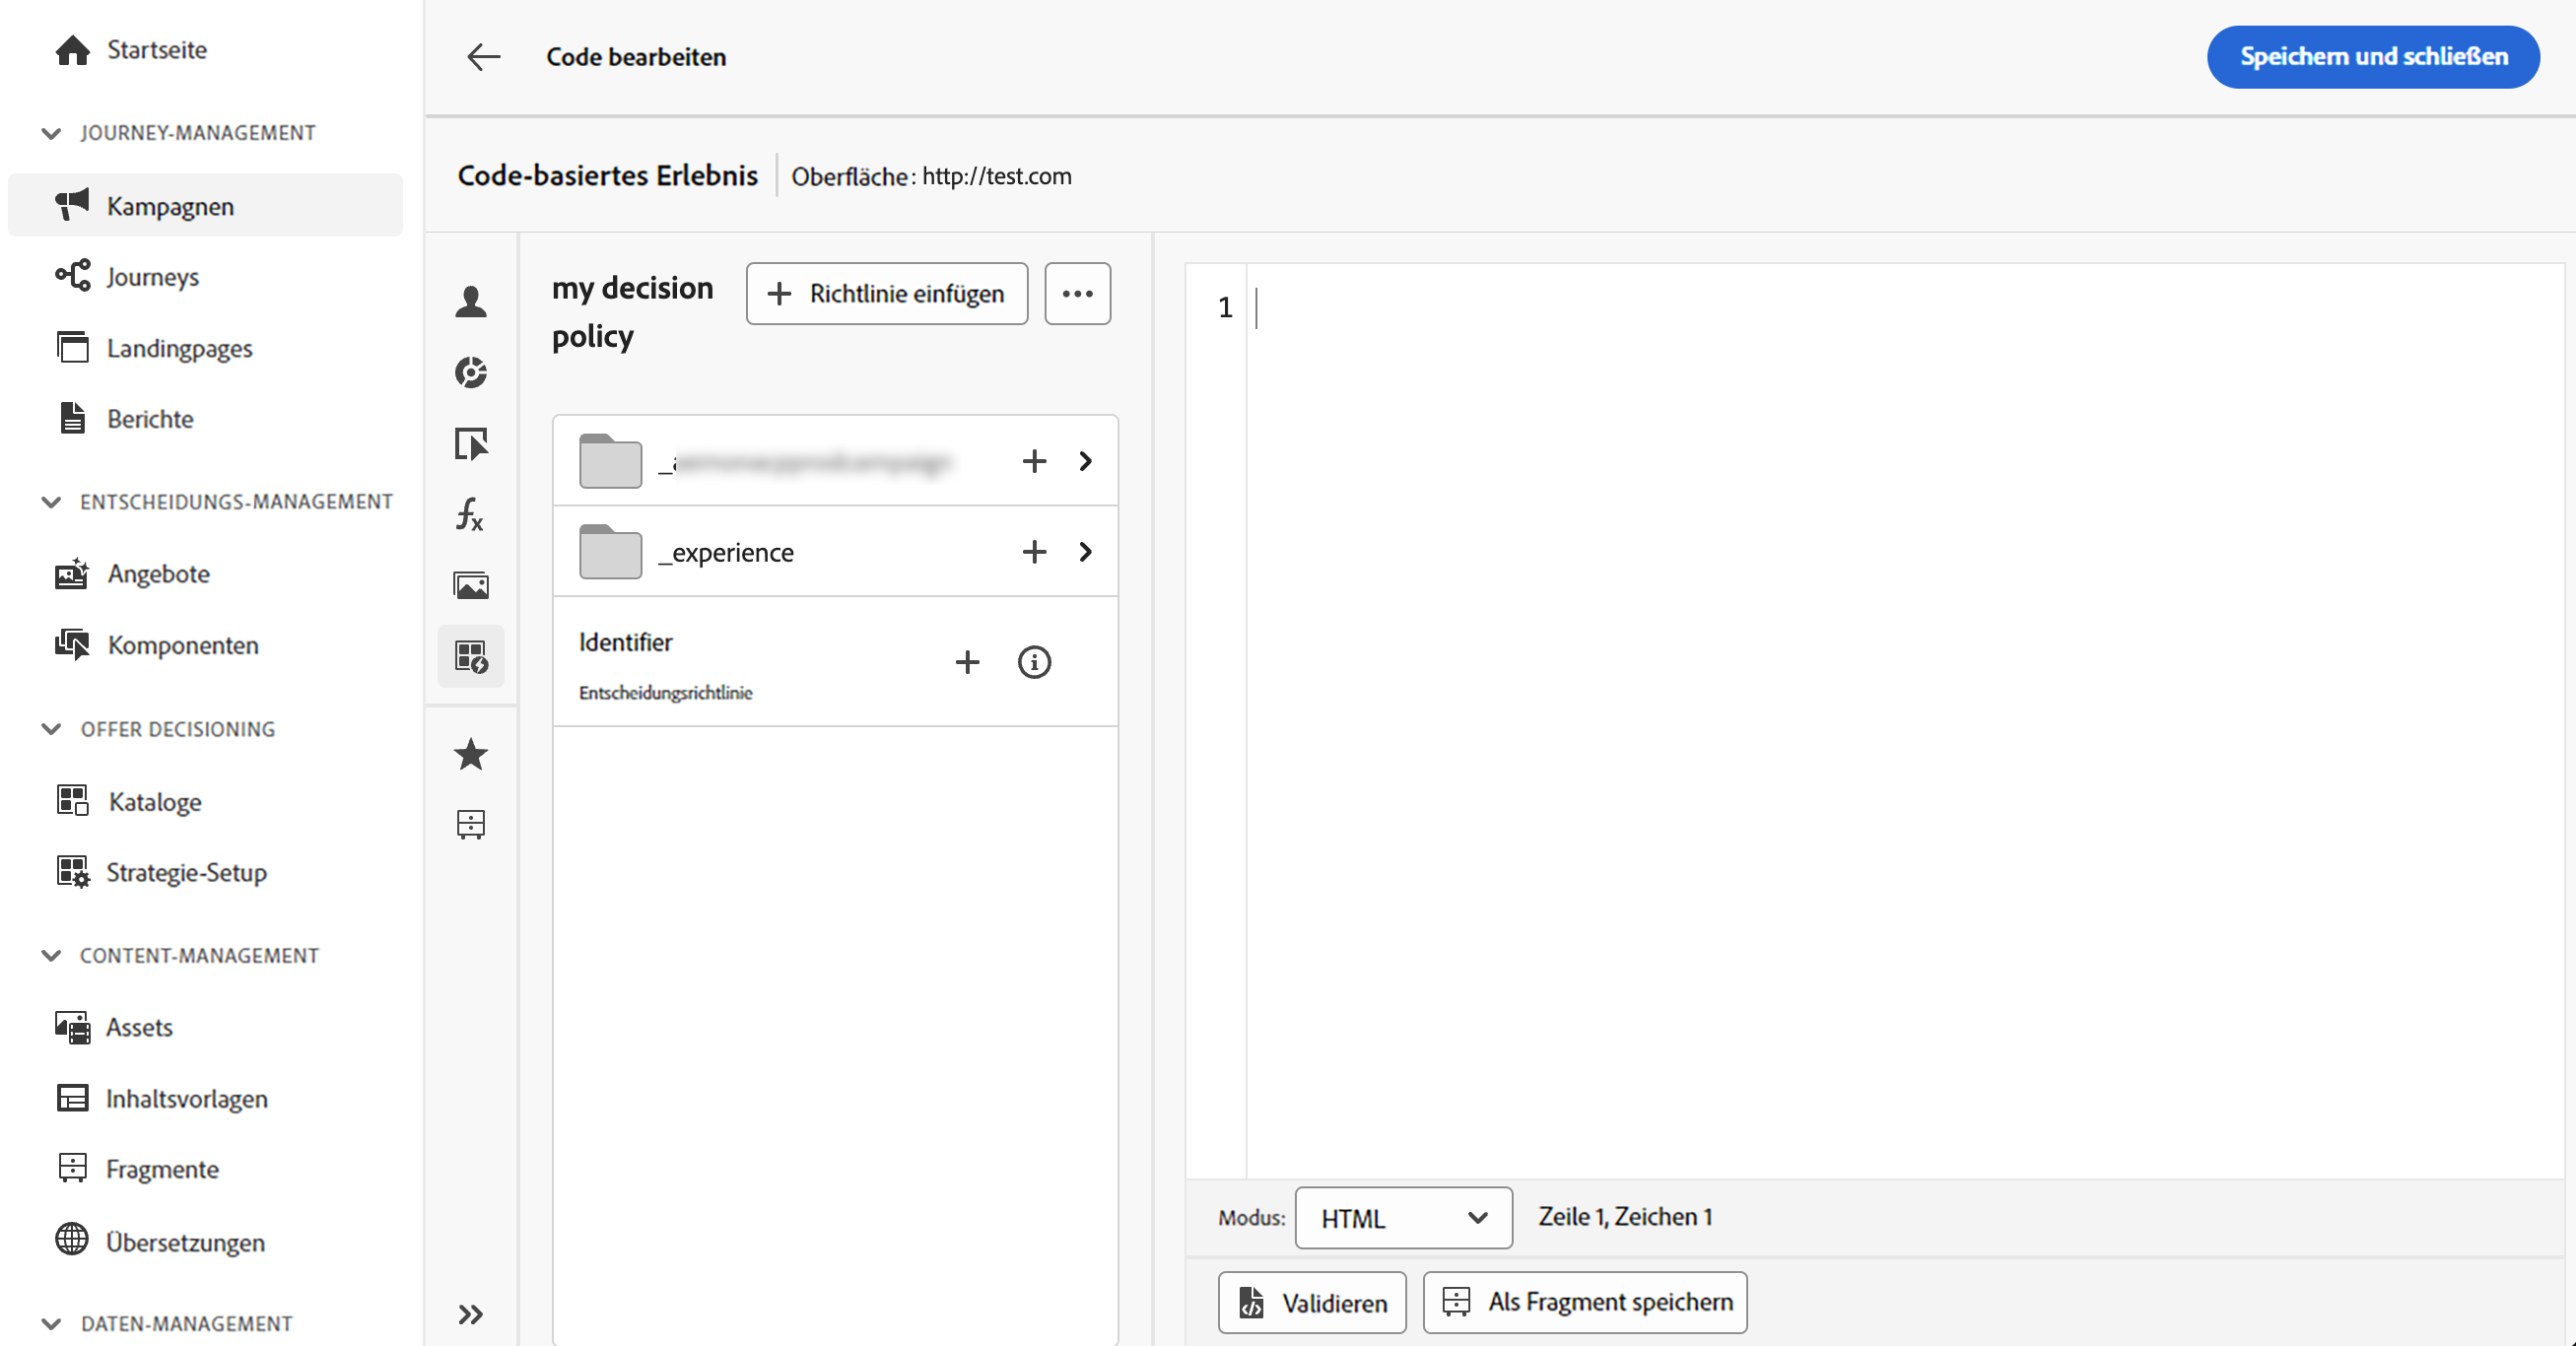 Startseite
JOURNEY-MANAGEMENT
Kampagnen
Journeys
Landingpages
Berichte
ENTSCHEIDUNGS-MANAGEMENT
Angebote
Komponenten
OFFER DECISIONING
Kataloge
Strategie-Setup
CONTENT-MANAGEMENT
Assets
Inhaltsvorlagen
Fragmente
Übersetzungen
DATEN-MANAGEMENT
Code bearbeiten
Speichern und schließen
Code-basiertes Erlebnis
Oberfläche: http://test.com
my decision
policy
Richtlinie einfügen
_experience
Identifier
Entscheidungsrichtlinie
1
Modus: HTML
Zeile 1, Zeichen 1
Validieren
Als Fragment speichern